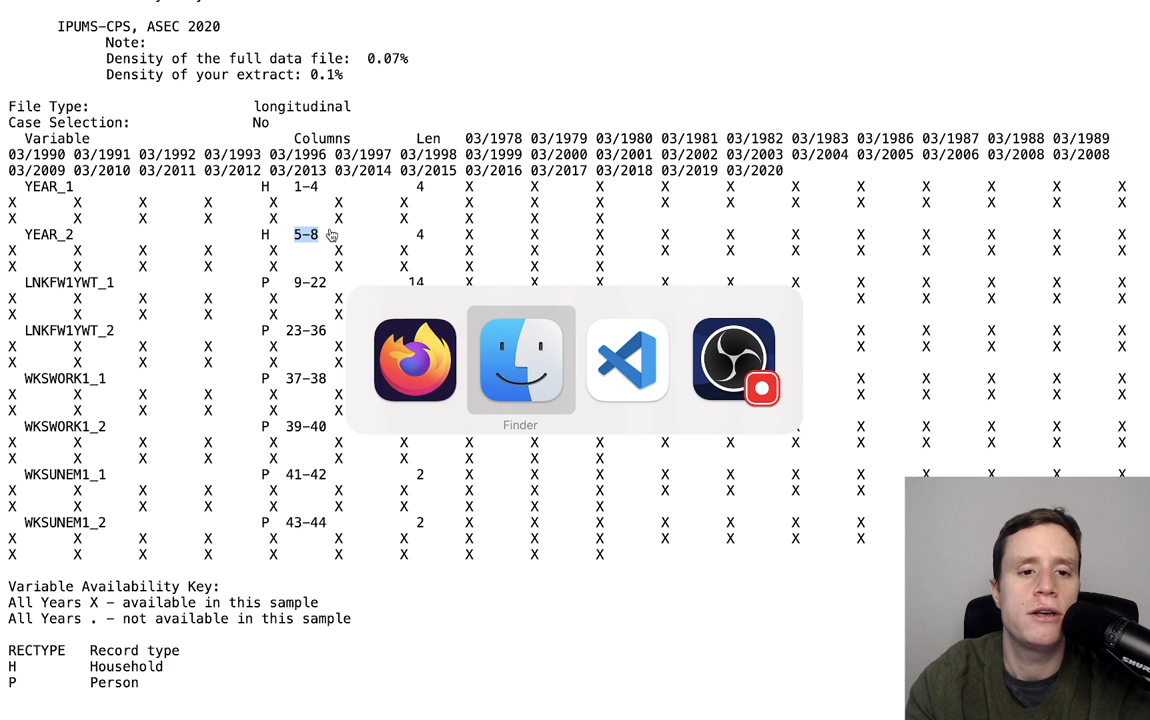 IPUMS-CPS, ASEC 2020
Note:
Density of the full data file:  0.07%
Density of your extract: 0.1%
File Type: longitudinal
Case Selection: No
Variable Columns Len 03/1978 03/1979 03/1980 03/1981 03/1982 03/1983 03/1986 03/1987 03/1988 03/1989
03/1990 03/1991 03/1992 03/1993 03/1996 03/1997 03/1998 03/1999 03/2000 03/2001 03/2002 03/2003 03/2004 03/2005 03/2006 03/2008 03/2008
03/2009 03/2010 03/2011 03/2012 03/2013 03/2014 03/2015 03/2016 03/2017 03/2018 03/2019 03/2020
YEAR_1 H 1-4 4 X X X X X X X X X X X
X X X X X X X X X X X X X X X X X X
X X X X X X X X X X
YEAR_2 H 5-8 4 X X X X X X X X X X X
X X X X X X X X X X X X X X X X X X
X X X X X X X X X X
LNKFW1YWT_1 P 9-22 14 X X X X X X X X X X X
X X X X X X X X
X X X X X
LNKFW1YWT_2 P 23-36 X X X X X
X X X X X X X X X X
X X X X X
WKSWORK1_1 P 37-38 X X X X X
X X X X X X X X X X
X X X X X
WKSWORK1_2 P 39-40 X X X X X
X X X X X X X X X X X X X X X X X X
X X X X X X X X X X
WKSUNEM1_1 P 41-42 2 X X X X X X X X X X X
X X X X X X X X X X X X X X
X X X X X X X X X X
WKSUNEM1_2 P 43-44 2 X X X X X X X
X X X X X X X X X X X X X X
X X X X X X X X X X
Finder
Variable Availability Key:
All Years X - available in this sample
All Years . - not available in this sample
RECTYPE Record type
H Household
P Person
SHURE